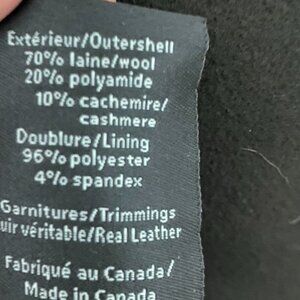 Extérieur/Outershell
70% laine/wool
20% polyamide
10% cachemire/
cashmere
Doublure/Lining
96% polyester
4% spandex
Garnitures/Trimmings
uir véritable/Real Leather
Fabriqué au Canada/
Made in Canada